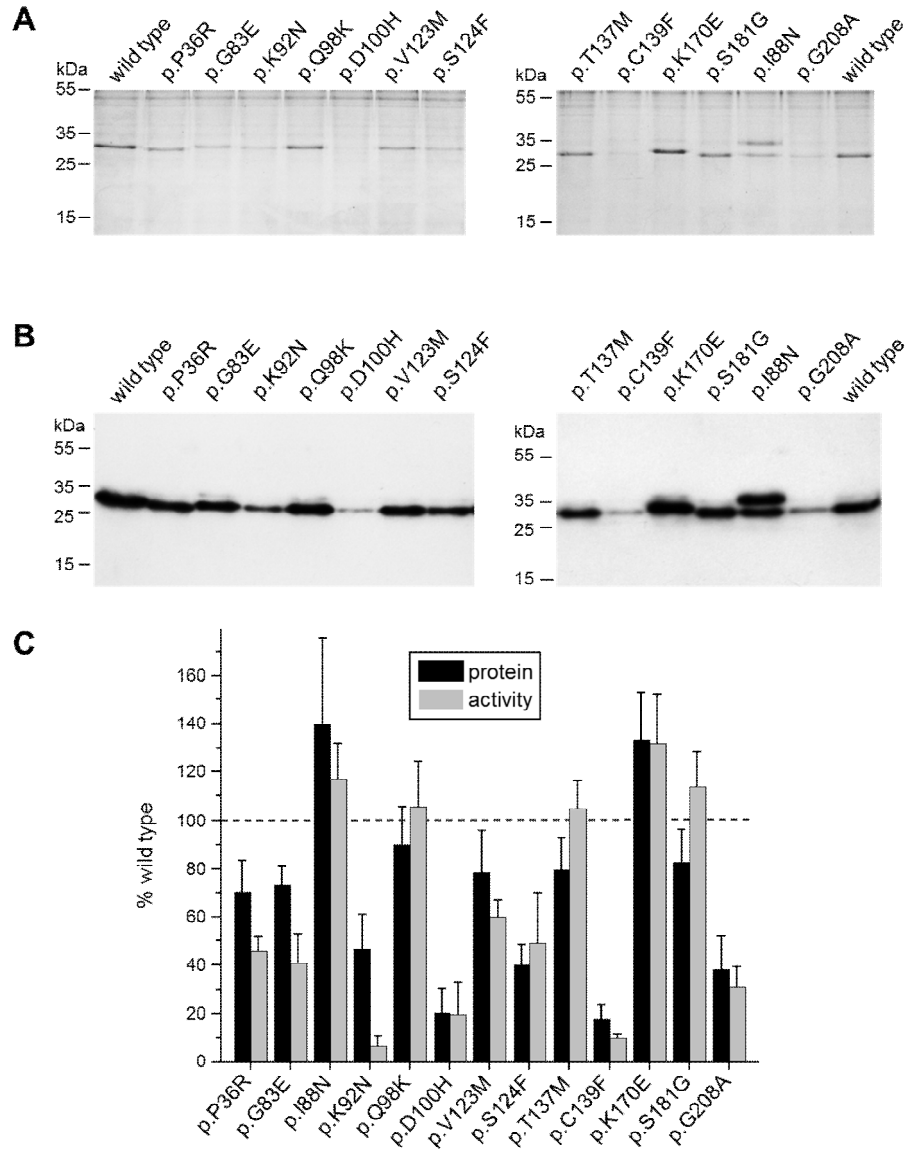 A
wild type p.P36R p.G83E p.K92N p.Q98K p.D100H p.V123M p.S124F
kDa
55
35
25
15
p.T137M p.C139F p.K170E p.S181G p.I88N p.G208A wild type
kDa
55
35
25
15
B
wild type p.P36R p.G83E p.K92N p.Q98K p.D100H p.V123M p.S124F
kDa
55
35
25
15
p.T137M p.C139F p.K170E p.S181G p.I88N p.G208A wild type
kDa
55
35
25
15
C
% wild type
160
140
120
100
80
60
40
20
0
protein
activity
p.P36R p.G83E p.I88N p.K92N p.Q98K p.D100H p.V123M p.S124F p.T137M p.C139F p.K170E p.S181G p.G208A